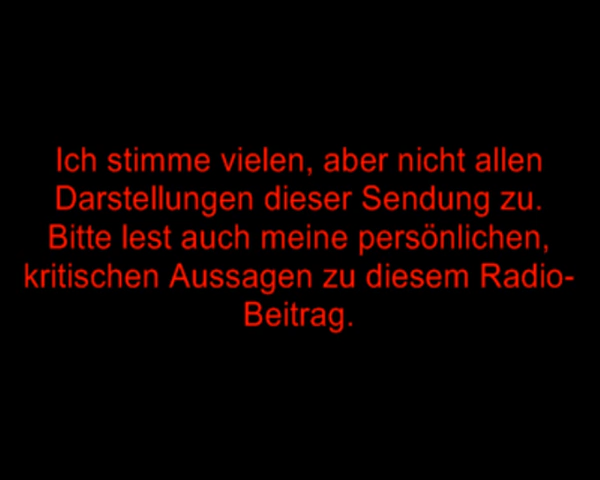 Ich stimme vielen, aber nicht allen
Darstellungen dieser Sendung zu.
Bitte lest auch meine persönlichen,
kritischen Aussagen zu diesem Radio-
Beitrag.